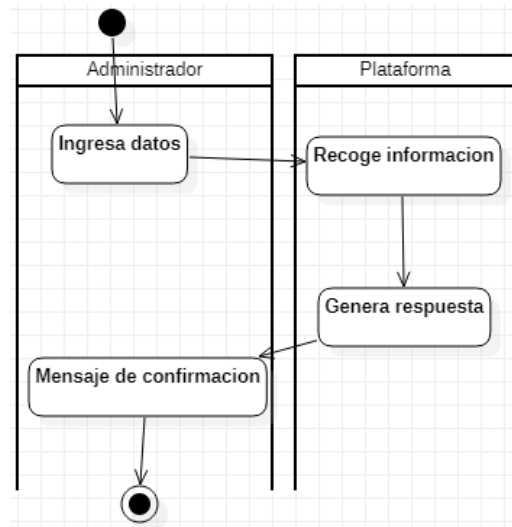 Administrador
Plataforma
Ingresa datos
Recoge informacion
Genera respuesta
Mensaje de confirmacion